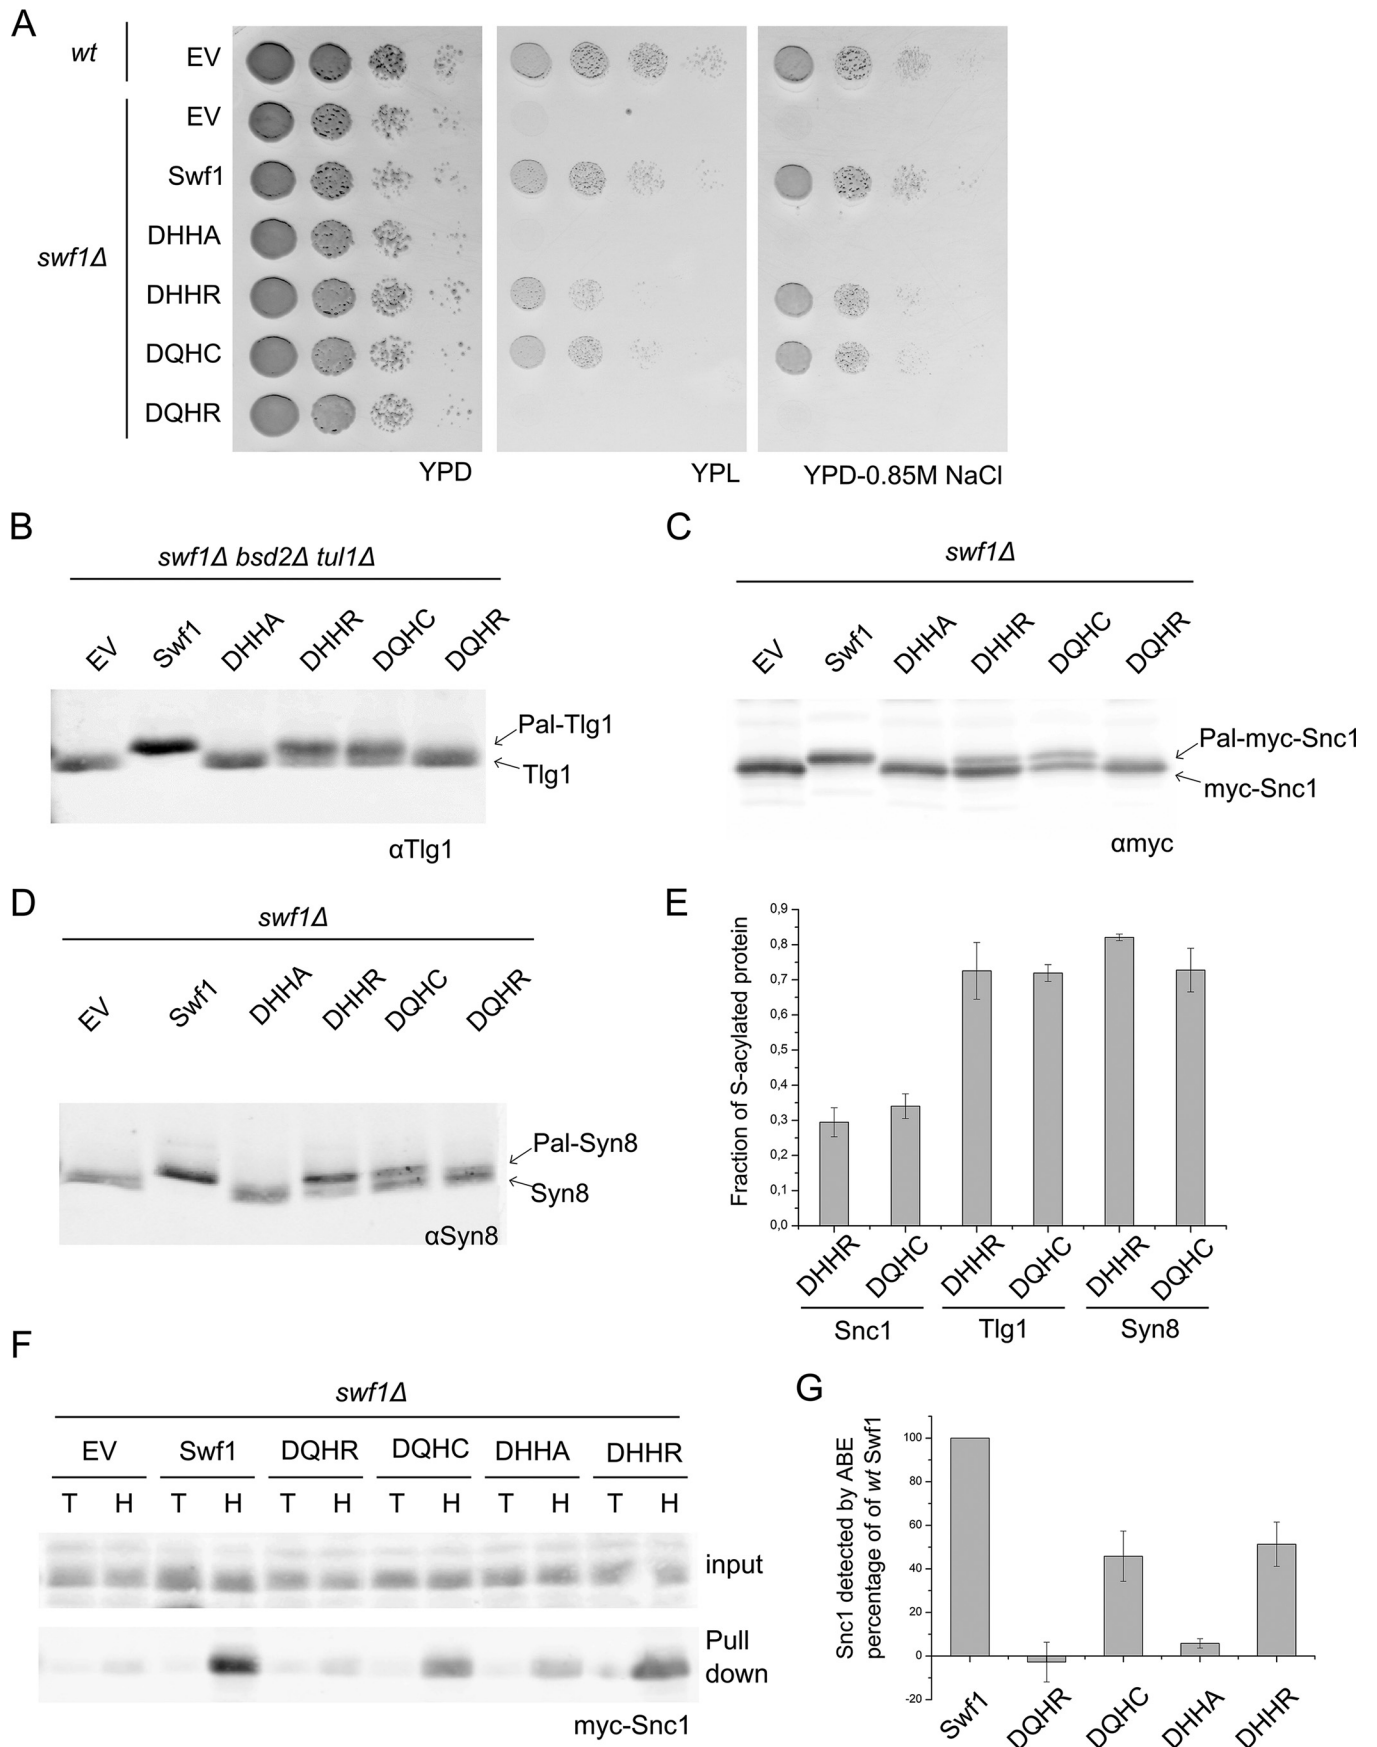 A
wt
EV
EV
Swf1
DHHA
swf1Δ
DHHR
DQHC
DQHR
YPD
YPL
YPD-0.85M NaCl
B
swf1Δ bsd2Δ tul1Δ
EV Swf1 DHHA DHHR DQHC DQHR
Pal-Tlg1
Tlg1
αTlg1
C
swf1Δ
EV Swf1 DHHA DHHR DQHC DQHR
Pal-myc-Snc1
myc-Snc1
αmyc
D
swf1Δ
EV Swf1 DHHA DHHR DQHC DQHR
Pal-Syn8
Syn8
αSyn8
E
Fraction of S-acylated protein
0,9
0,8
0,7
0,6
0,5
0,4
0,3
0,2
0,1
0,0
DHHR DQHC DHHR DQHC DHHR DQHC
Snc1 Tlg1 Syn8
F
swf1Δ
EV Swf1 DQHR DQHC DHHA DHHR
T H T H T H T H T H T H
input
Pull
down
myc-Snc1
G
Snc1 detected by ABE
percentage of of wt Swf1
100
80
60
40
20
0
-20
Swf1 DQHR DQHC DHHA DHHR